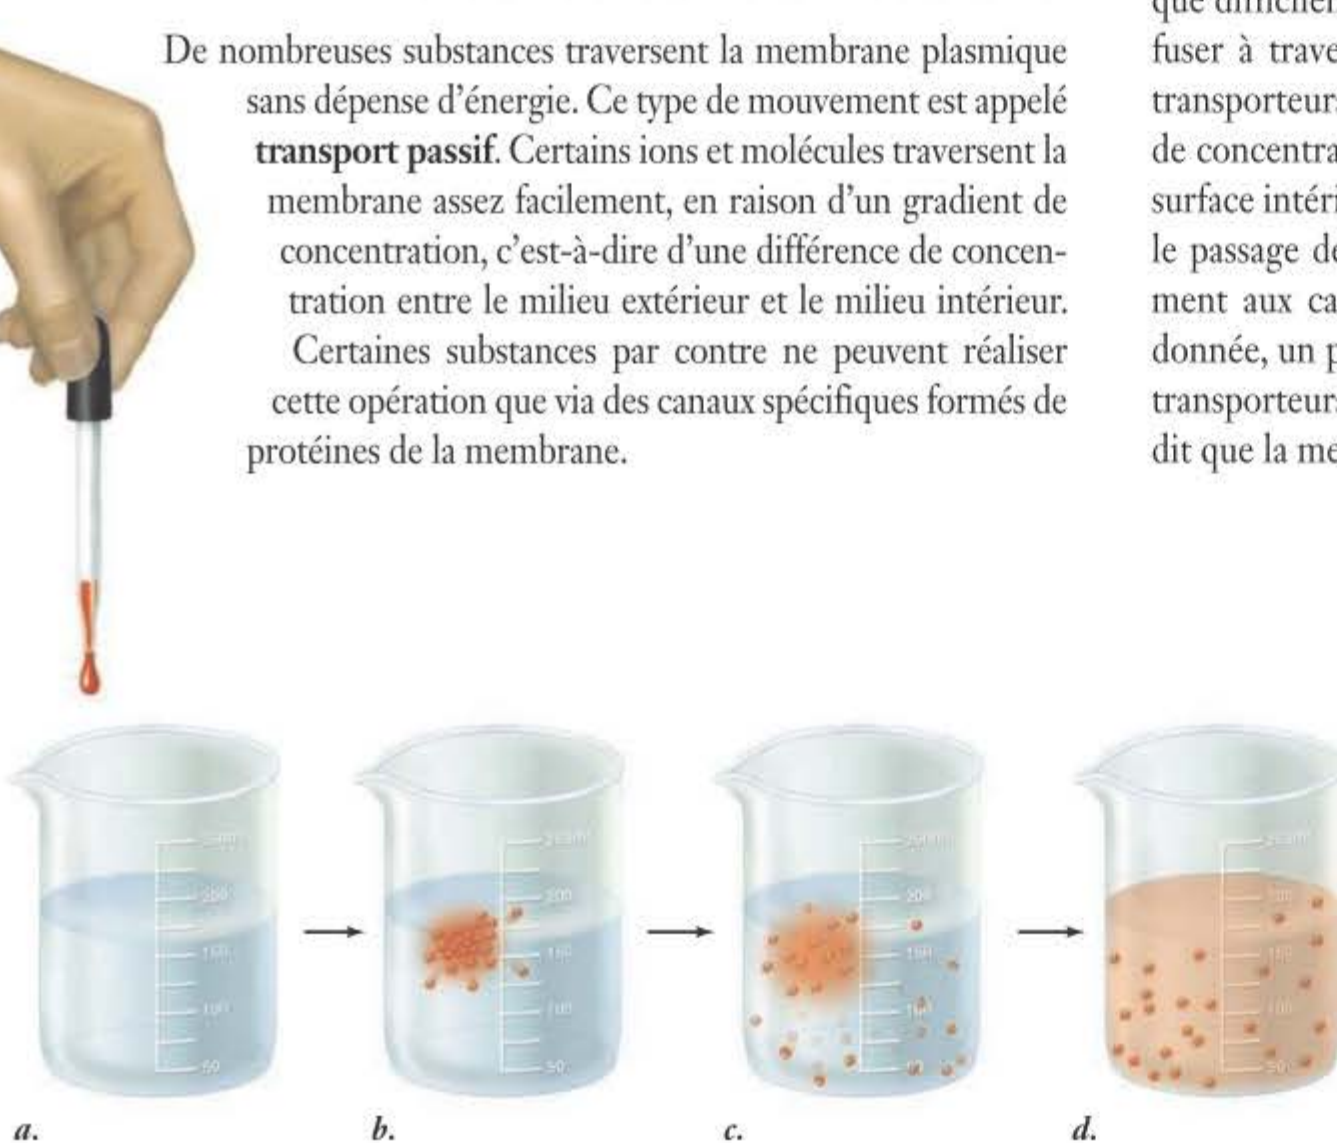 De nombreuses substances traversent la membrane plasmique
sans dépense d'énergie. Ce type de mouvement est appelé
transport passif. Certains ions et molécules traversent la
membrane assez facilement, en raison d'un gradient de
concentration, c'est-à-dire d'une différence de concen-
tration entre le milieu extérieur et le milieu intérieur.
Certaines substances par contre ne peuvent réaliser
cette opération que via des canaux spécifiques formés de
protéines de la membrane.
fuser à trave
transporteur
de concentra
surface intéri
le passage de
ment aux ca
donnée, un p
transporteur
dit que la me
200
150
100
50
200
150
100
50
200
150
100
50
150
100
50
a.
b.
c.
d.